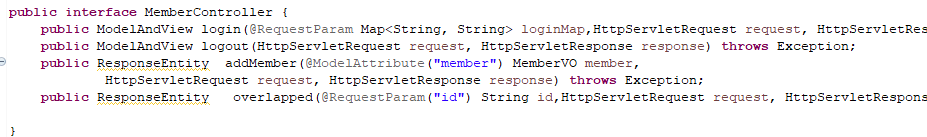 public interface MemberController {
public ModelAndView login(@RequestParam Map<String, String> loginMap,HttpServletRequest request, HttpServletRes
public ModelAndView logout(HttpServletRequest request, HttpServletResponse response) throws Exception;
public ResponseEntity  addMember(@ModelAttribute("member") MemberVO member,
HttpServletRequest request, HttpServletResponse response) throws Exception;
public ResponseEntity   overlapped(@RequestParam("id") String id,HttpServletRequest request, HttpServletRespons
}